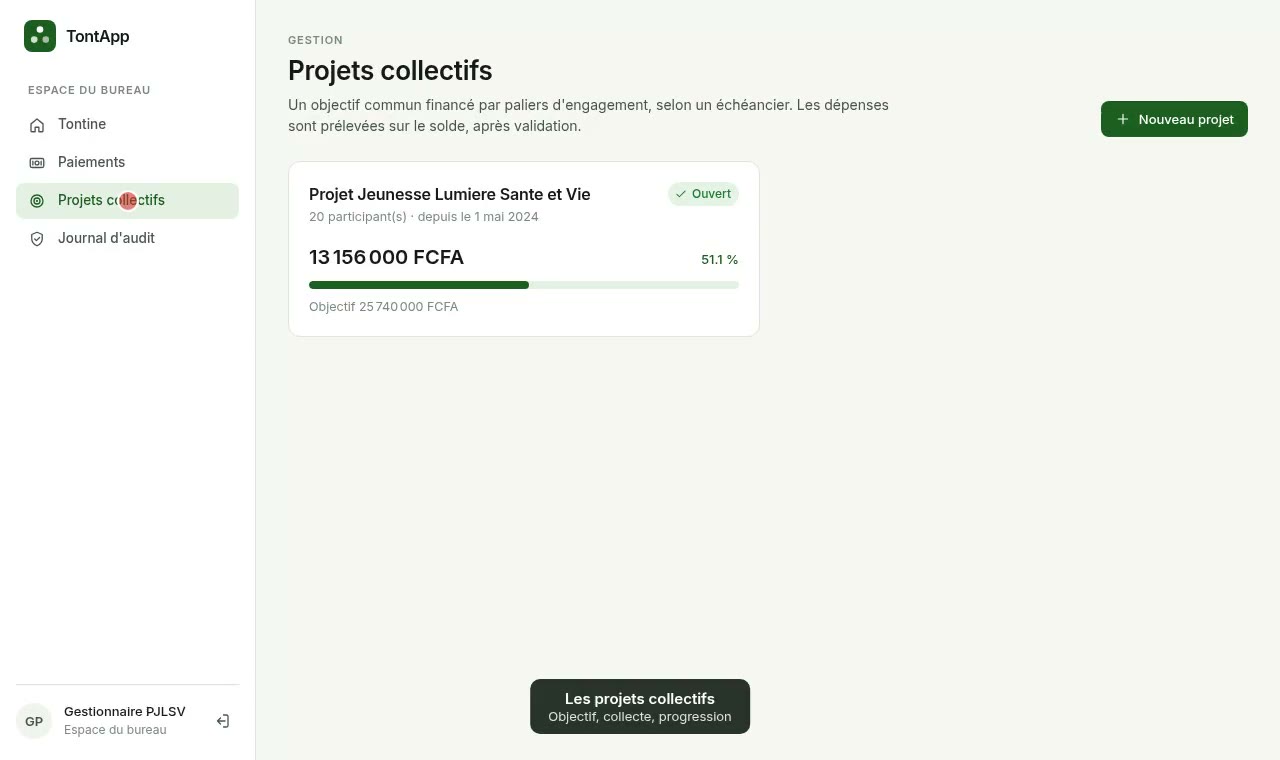 TontApp
ESPACE DU BUREAU
Tontine
Paiements
Projets collectifs
Journal d'audit
GP
Gestionnaire PJLSV
Espace du bureau
GESTION
Projets collectifs
Un objectif commun financé par paliers d'engagement, selon un échéancier. Les dépenses
sont prélevées sur le solde, après validation.
Nouveau projet
Projet Jeunesse Lumiere Sante et Vie
Ouvert
20 participant(s) · depuis le 1 mai 2024
13 156 000 FCFA
51.1 %
Objectif 25 740 000 FCFA
Les projets collectifs
Objectif, collecte, progression